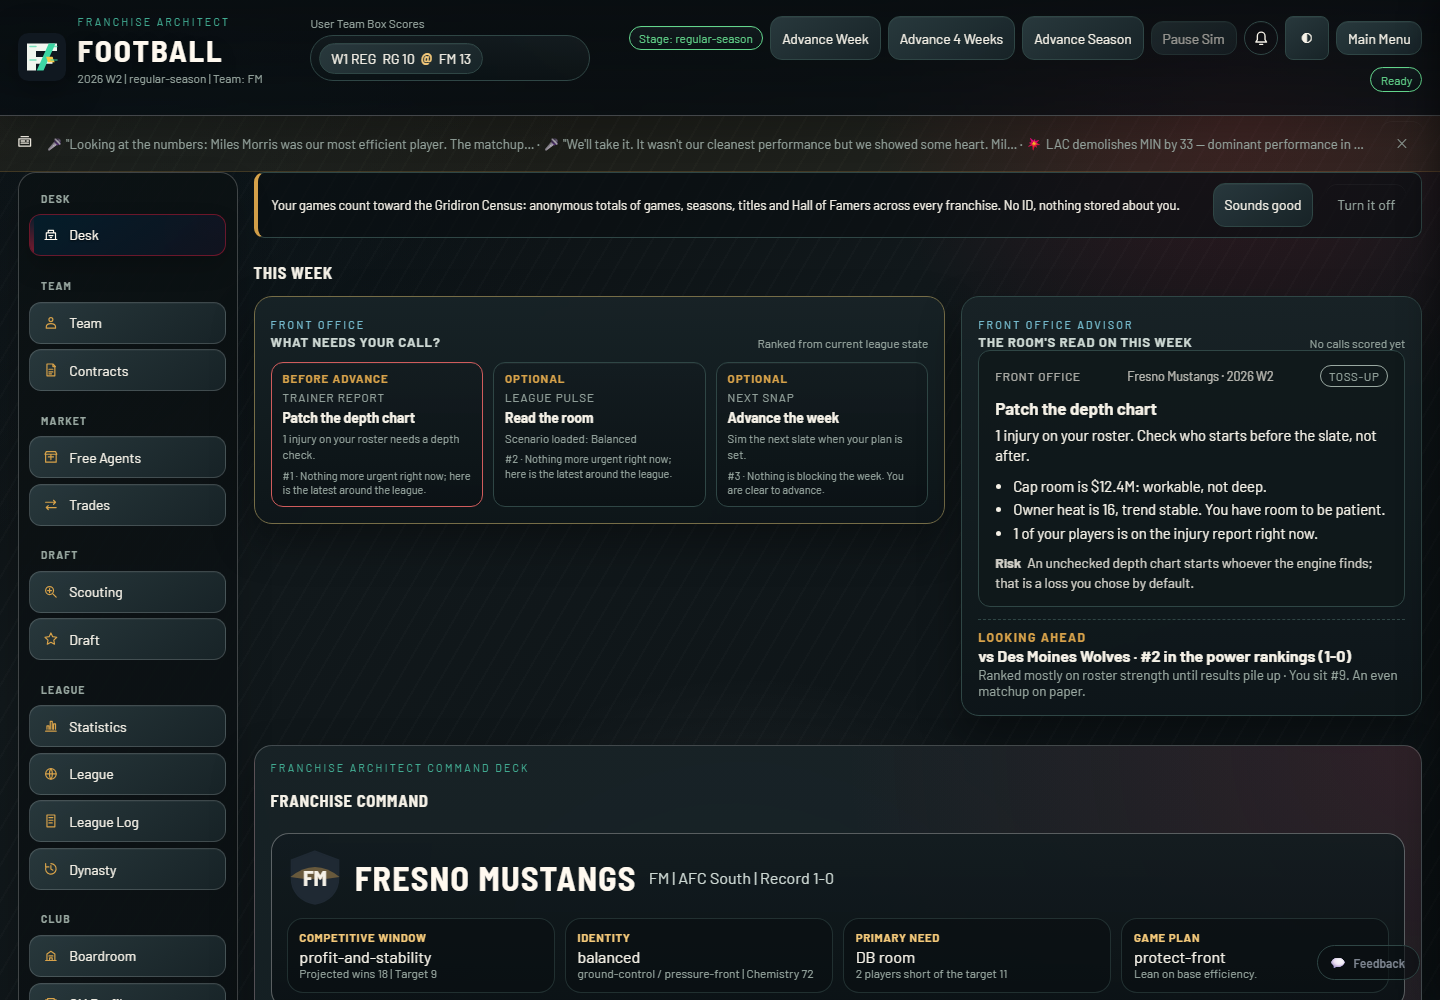 FRANCHISE ARCHITECT
FOOTBALL
2026 W2 | regular-season | Team: FM
User Team Box Scores
W1 REG RG 10 @ FM 13
Stage: regular-season
Advance Week
Advance 4 Weeks
Advance Season
Pause Sim
Main Menu
Ready
"Looking at the numbers: Miles Morris was our most efficient player. The matchup... · "We'll take it. It wasn't our cleanest performance but we showed some heart. Mil... · LAC demolishes MIN by 33 — dominant performance in ...
DESK
Desk
TEAM
Team
Contracts
MARKET
Free Agents
Trades
DRAFT
Scouting
Draft
LEAGUE
Statistics
League
League Log
Dynasty
CLUB
Boardroom
Your games count toward the Gridiron Census: anonymous totals of games, seasons, titles and Hall of Famers across every franchise. No ID, nothing stored about you.
Sounds good
Turn it off
THIS WEEK
FRONT OFFICE
WHAT NEEDS YOUR CALL?
Ranked from current league state
BEFORE ADVANCE
TRAINER REPORT
Patch the depth chart
1 injury on your roster needs a depth
check.
#1 · Nothing more urgent right now; here
is the latest around the league.
OPTIONAL
LEAGUE PULSE
Read the room
Scenario loaded: Balanced
#2 · Nothing more urgent right now;
here is the latest around the league.
OPTIONAL
NEXT SNAP
Advance the week
Sim the next slate when your plan is
set.
#3 · Nothing is blocking the week. You
are clear to advance.
FRONT OFFICE ADVISOR
THE ROOM'S READ ON THIS WEEK
No calls scored yet
FRONT OFFICE
Fresno Mustangs · 2026 W2
TOSS-UP
Patch the depth chart
1 injury on your roster. Check who starts before the slate, not
after.
• Cap room is $12.4M: workable, not deep.
• Owner heat is 16, trend stable. You have room to be patient.
• 1 of your players is on the injury report right now.
Risk An unchecked depth chart starts whoever the engine finds;
that is a loss you chose by default.
LOOKING AHEAD
vs Des Moines Wolves · #2 in the power rankings (1-0)
Ranked mostly on roster strength until results pile up · You sit #9. An even
matchup on paper.
FRANCHISE ARCHITECT COMMAND DECK
FRANCHISE COMMAND
FM
FRESNO MUSTANGS
FM | AFC South | Record 1-0
COMPETITIVE WINDOW
profit-and-stability
Projected wins 18 | Target 9
IDENTITY
balanced
ground-control / pressure-front | Chemistry 72
PRIMARY NEED
DB room
2 players short of the target 11
GAME PLAN
protect-front
Lean on base efficiency.
Feedback